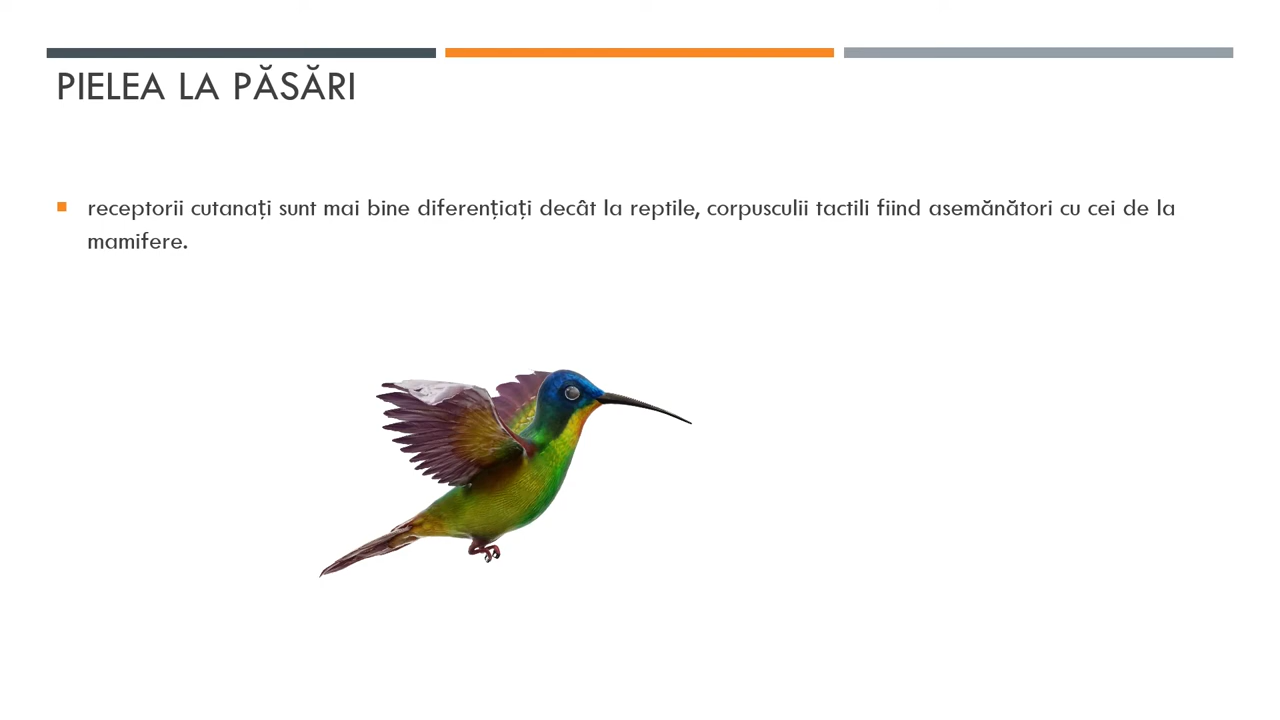 PIELEA LA PĂSĂRI
receptorii cutanați sunt mai bine diferențiați decât la reptile, corpusculii tactili fiind asemănători cu cei de la
mamifere.